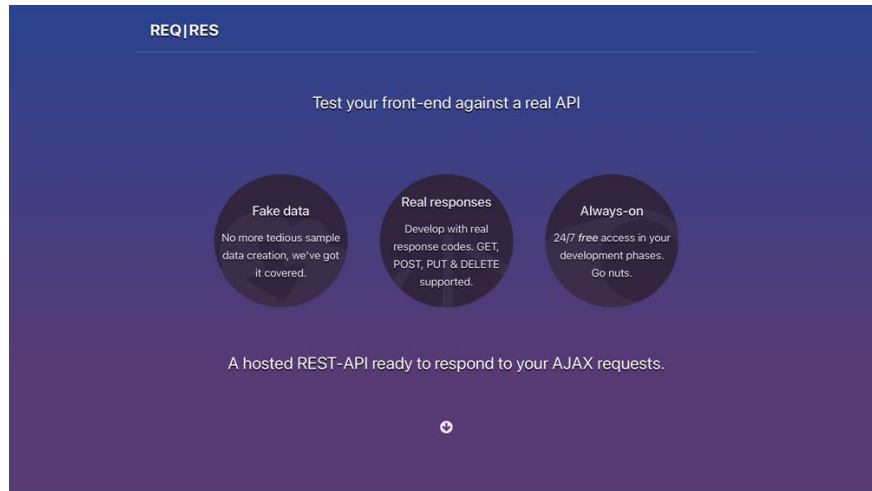 REQ|RES
Test your front-end against a real API
Fake data
No more tedious sample
data creation, we've got
it covered.
Real responses
Develop with real
response codes. GET,
POST, PUT & DELETE
supported.
Always-on
24/7 free access in your
development phases.
Go nuts.
A hosted REST-API ready to respond to your AJAX requests.